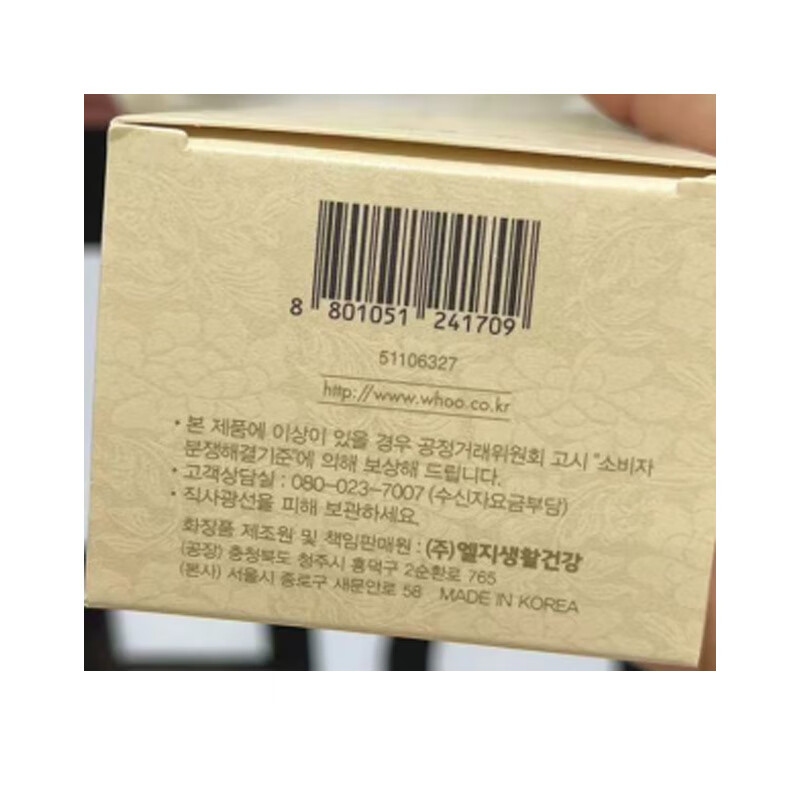 8 801051 241709
51106327
http://www.whoo.co.kr
• 본 제품에 이상이 있을 경우 공정거래위원회 고시 "소비자
분쟁해결기준"에 의해 보상해 드립니다.
• 고객상담실 : 080-023-7007 (수신자요금부담)
• 직사광선을 피해 보관하세요.
화장품 제조원 및 책임판매원 : (주)엘지생활건강
(공장) 충청북도 청주시 흥덕구 2순환로 765
(본사) 서울시 종로구 새문안로 58 MADE IN KOREA